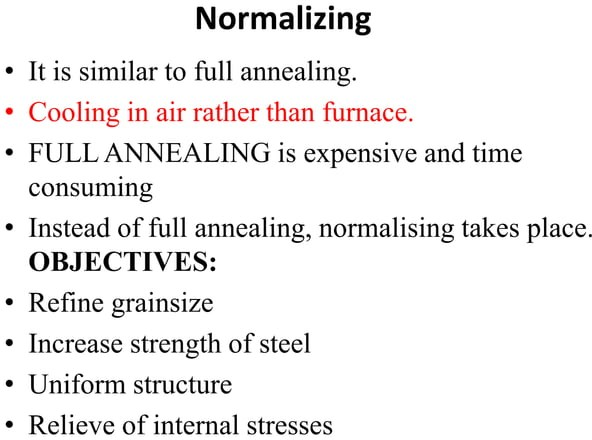 Normalizing
• It is similar to full annealing.
• Cooling in air rather than furnace.
• FULL ANNEALING is expensive and time
consuming
• Instead of full annealing, normalising takes place.
OBJECTIVES:
• Refine grainsize
• Increase strength of steel
• Uniform structure
• Relieve of internal stresses